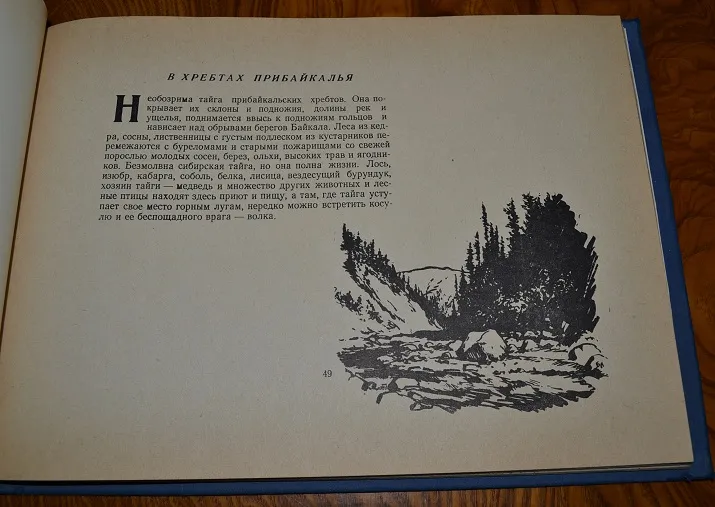 В ХРЕБТАХ ПРИБАЙКАЛЬЯ
Необозрима тайга прибайкальских хребтов. Она по-
крывает их склоны и подножия, долины рек и
ущелья, поднимается ввысь к подножиям гольцов и
нависает над обрывами берегов Байкала. Леса из кед-
ра, сосны, лиственницы с густым подлеском из кустарников
перемежаются с буреломами и старыми пожарищами со свежей
порослью молодых сосен, берез, ольхи, высоких трав и ягодни-
ков. Безмолвна сибирская тайга, но она полна жизни. Лось,
изюбр, кабарга, соболь, белка, лисица, вездесущий бурундук,
хозяин тайги — медведь и множество других животных и лес-
ные птицы находят здесь приют и пищу, а там, где тайга усту-
пает свое место горным лугам, нередко можно встретить косу-
лю и ее беспощадного врага — волка.
49